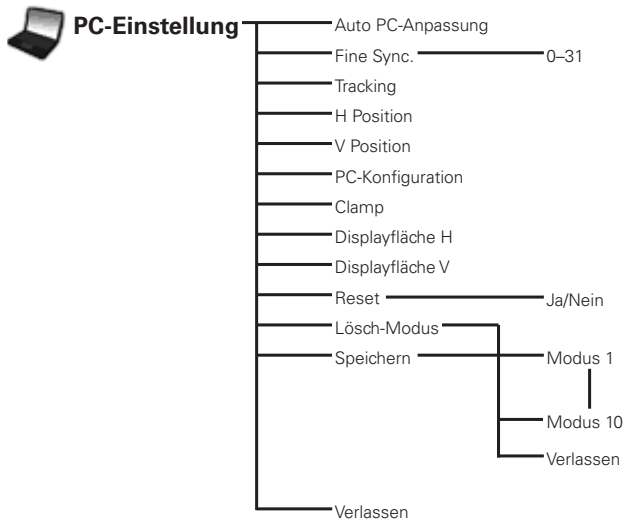 PC-Einstellung
Auto PC-Anpassung
Fine Sync. 0–31
Tracking
H Position
V Position
PC-Konfiguration
Clamp
Displayfläche H
Displayfläche V
Reset Ja/Nein
Lösch-Modus
Speichern Modus 1
Modus 10
Verlassen
Verlassen